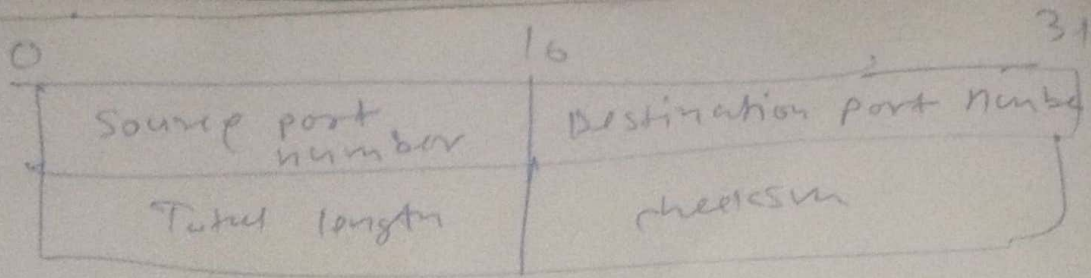 0 16 31
Source port Destination port numbe
number
Total length checksm